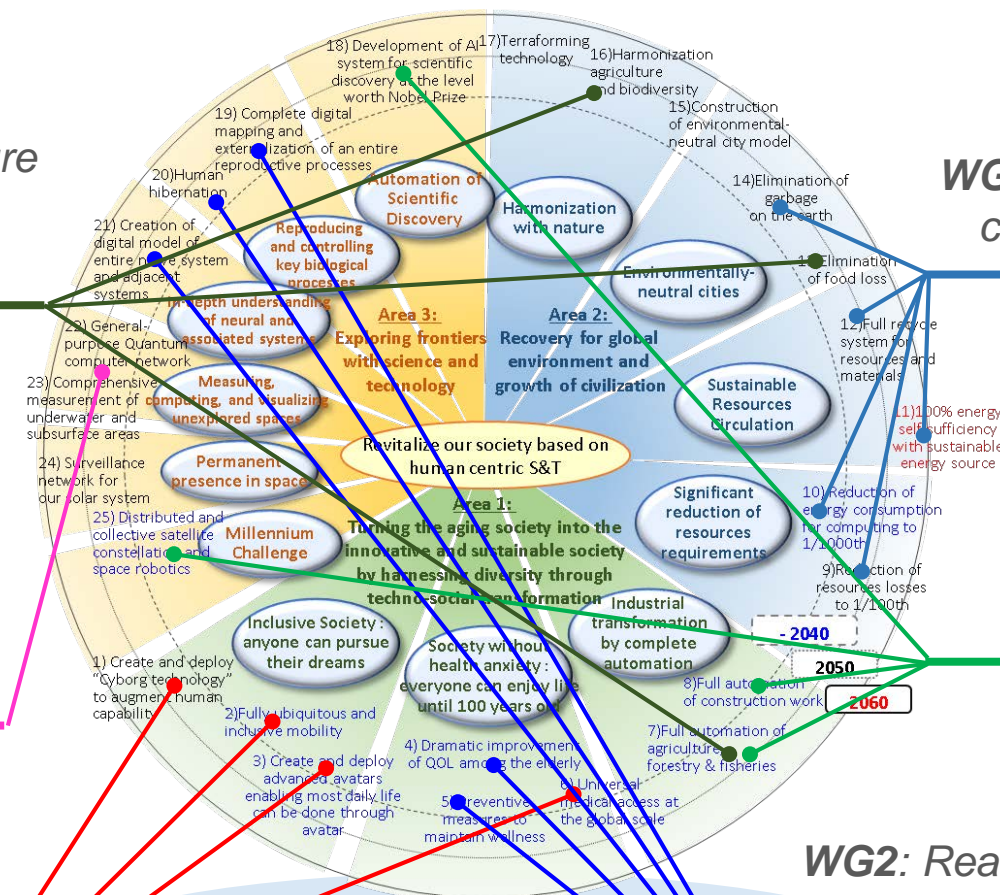 18) Development of AI
system for scientific
discovery at the level
worth Nobel Prize
17)Terraforming
technology
16)Harmonization
agriculture
and biodiversity
15)Construction
of environmental-
neutral city model
14)Elimination of
garbage
on the earth
Elimination
of food loss
12)Full recycle
system for
resources and
materials
11)100% energy
self sufficiency
with sustainable
energy source
10) Reduction of
energy consumption
for computing to
1/1000th
9)Reduction of
resources losses
to 1/100th
- 2040
2050
2060
8)Full automation
of construction work
7)Full automation of
agriculture,
forestry & fisheries
6) Universal
medical access at
the global scale
5)Preventive
measures to
maintain wellness
4) Dramatic improvement
of QOL among the elderly
3) Create and deploy
advanced avatars
enabling most daily life
can be done through
avatar
2)Fully ubiquitous and
inclusive mobility
1) Create and deploy
"Cyborg technology"
to augment human
capability
25) Distributed and
collective satellite
constellation and
space robotics
24) Surveillance
network for
our solar system
23) Comprehensive
measurement of
underwater and
subsurface areas
22) General-
purpose Quantum
computer network
21) Creation of
digital model of
entire nerve system
and adjacent
systems
20)Human
hibernation
19) Complete digital
mapping and
externalization of an entire
reproductive processes
Automation of
Scientific
Discovery
Reproducing
and controlling
key biological
processes
In-depth understanding
of neural and
associated systems
Measuring,
computing, and visualizing
unexplored spaces
Permanent
presence in space
Millennium
Challenge
Area 3:
Exploring frontiers
with science and
technology
Harmonization
with nature
Environmentally-
neutral cities
Sustainable
Resources
Circulation
Significant
reduction of
resources
requirements
Area 2:
Recovery for global
environment and
growth of civilization
Revitalize our society based on
human centric S&T
Area 1:
Turning the aging society into the
innovative and sustainable society
by harnessing diversity through
techno-social transformation
Inclusive Society :
anyone can pursue
their dreams
Society without
health anxiety :
everyone can enjoy life
until 100 years old
Industrial
transformation
by complete
automation
re
WG
c
WG2: Rea